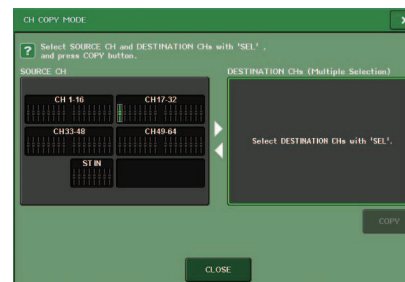 CH COPY MODE
X
? Select SOURCE CH and DESTINATION CHs with 'SEL' ,
and press COPY button.
SOURCE CH
DESTINATION CHs (Multiple Selection)
CH 1-16
CH17-32
CH33-48
CH49-64
ST IN
Select DESTINATION CHs with 'SEL'.
COPY
CLOSE